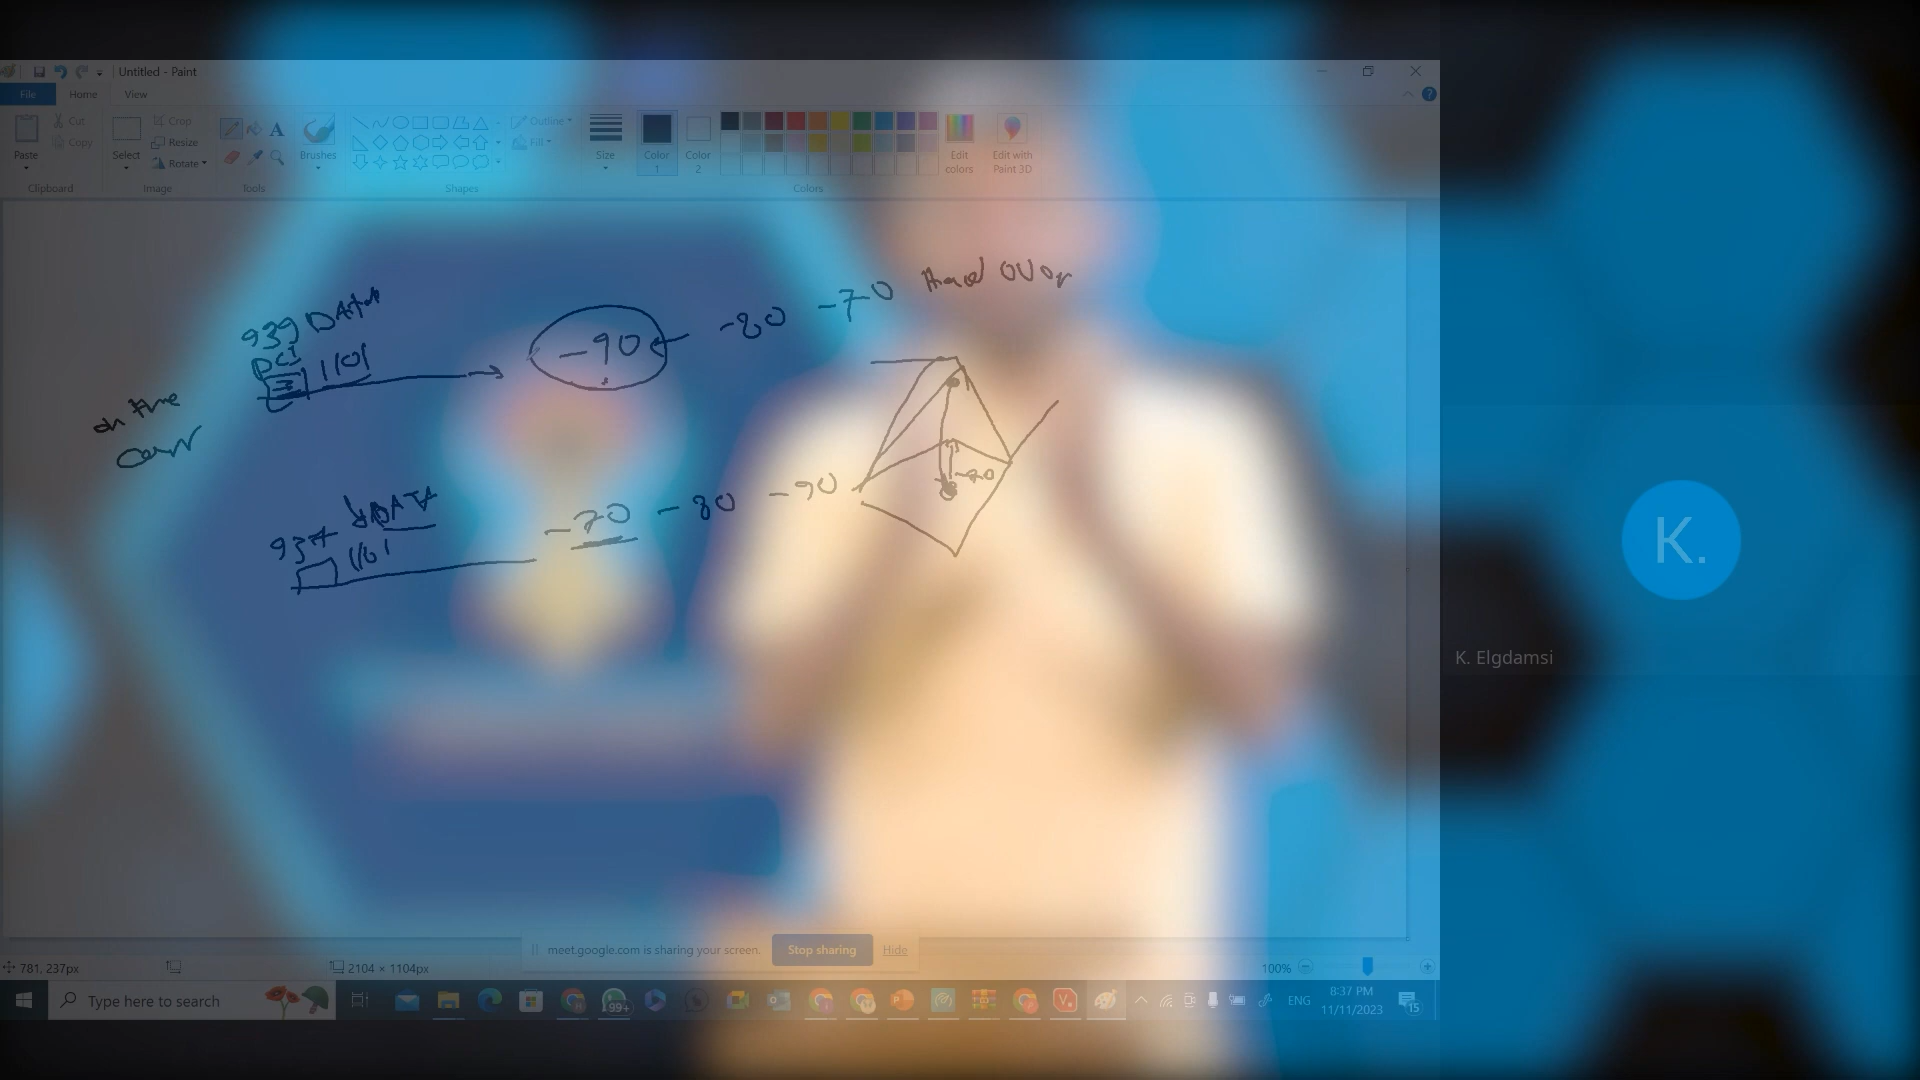 Untitled - Paint
File Home View
Cut
Copy
Paste
Clipboard
Crop
Resize
Rotate
Select
Image
A
Tools
Brushes
Shapes
Outline
Fill
Size
Color 1
Color 2
Edit colors
Edit with Paint 3D
Colors
939 DATA -90 -80 -70 Hand Over
PCI
1101
on the
937 DATA -70 -80 -90
1101
K.
K. Elgdamsi
meet.google.com is sharing your screen. Stop sharing Hide
781, 237px
2104 × 1104px
100%
Type here to search
99+
ENG
8:37 PM
11/11/2023
15